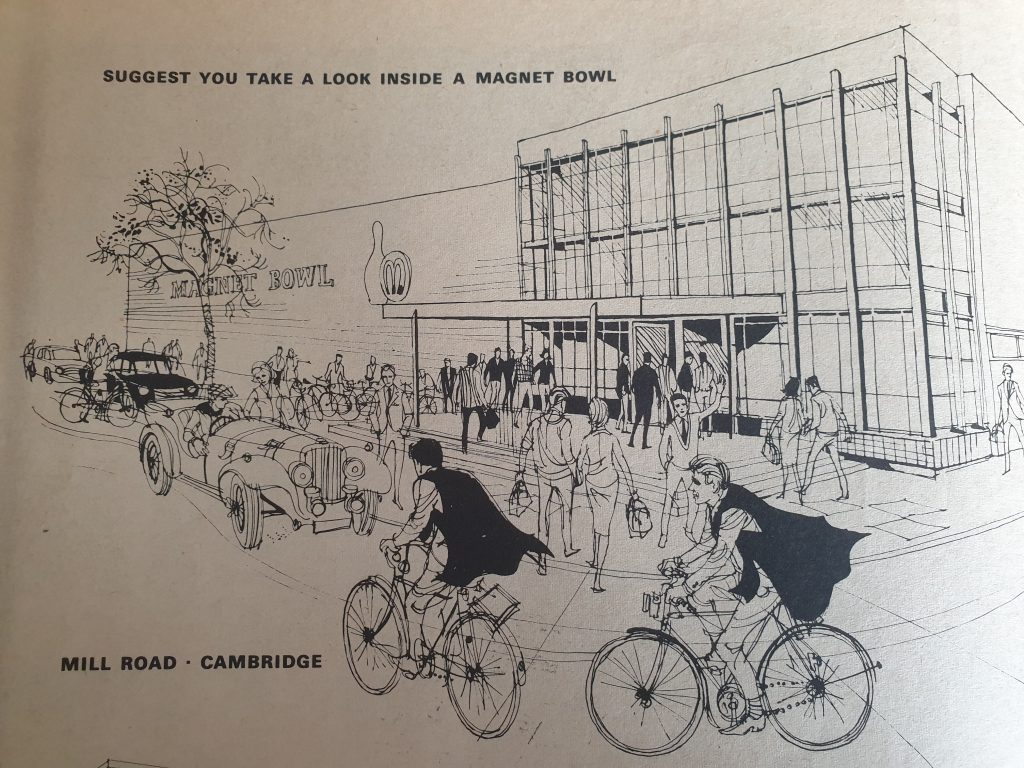 SUGGEST YOU TAKE A LOOK INSIDE A MAGNET BOWL
MAGNET BOWL
m
MILL ROAD · CAMBRIDGE